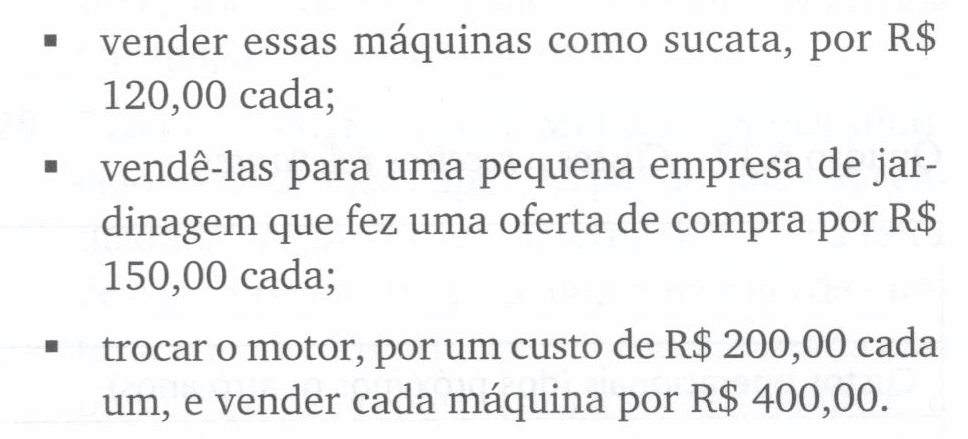 ▪ vender essas máquinas como sucata, por R$
120,00 cada;
▪ vendê-las para uma pequena empresa de jar-
dinagem que fez uma oferta de compra por R$
150,00 cada;
▪ trocar o motor, por um custo de R$ 200,00 cada
um, e vender cada máquina por R$ 400,00.